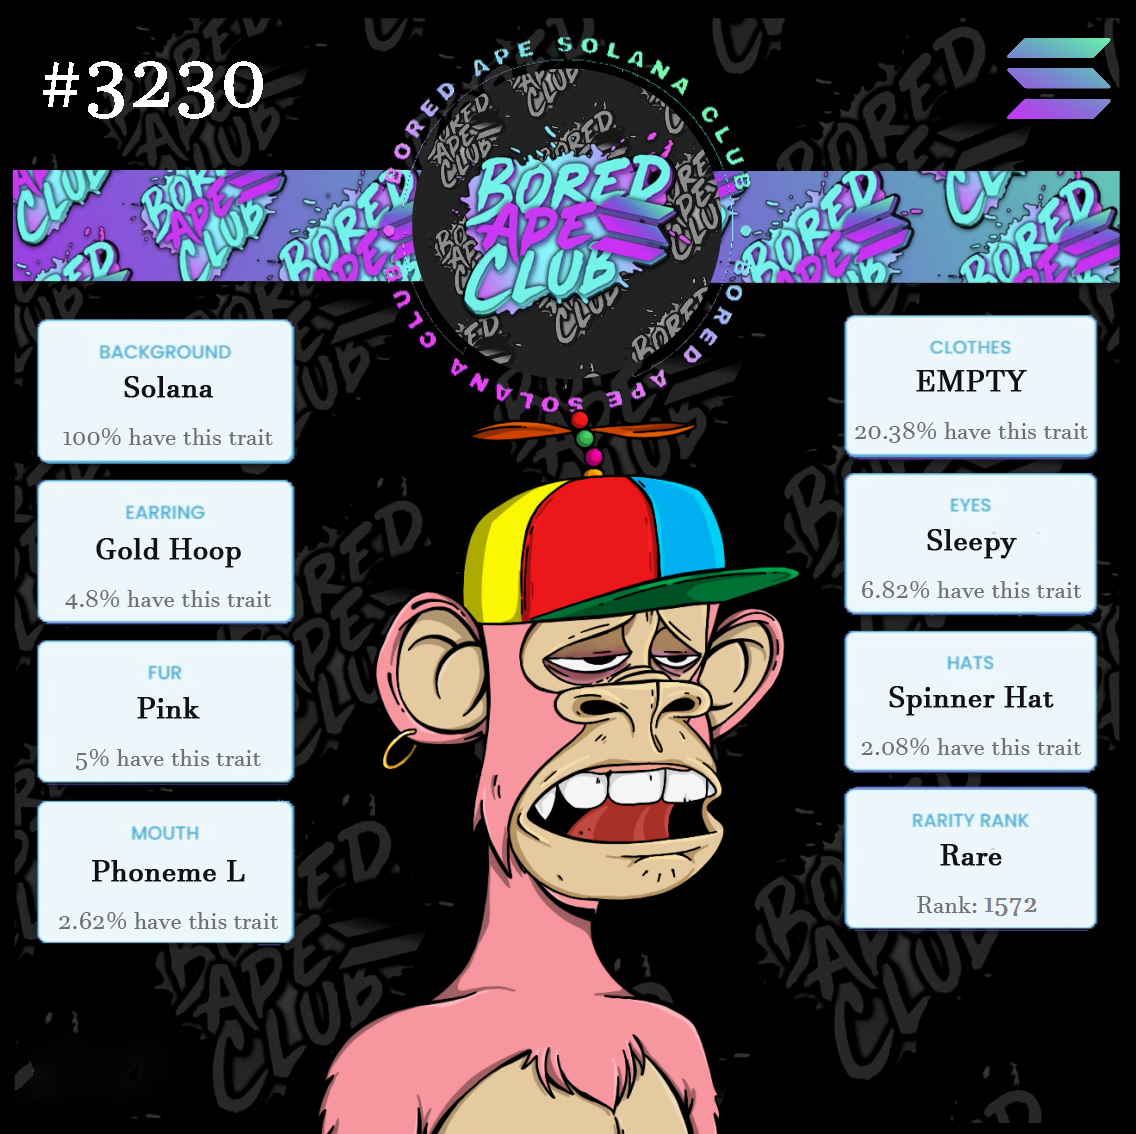 #3230
BORED APE SOLANA CLUB
BORED APE SOLANA CLUB
BORED
APE
CLUB
BACKGROUND
Solana
100% have this trait
EARRING
Gold Hoop
4.8% have this trait
FUR
Pink
5% have this trait
MOUTH
Phoneme L
2.62% have this trait
CLOTHES
EMPTY
20.38% have this trait
EYES
Sleepy
6.82% have this trait
HATS
Spinner Hat
2.08% have this trait
RARITY RANK
Rare
Rank: 1572